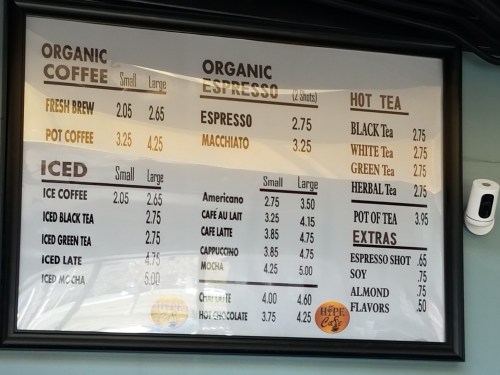 ORGANIC
COFFEE Small Large
FRESH BREW 2.05 2.65
POT COFFEE 3.25 4.25
ICED Small Large
ICE COFFEE 2.05 2.65
ICED BLACK TEA 2.75
ICED GREEN TEA 2.75
ICED LATE 4.75
ICED MOCHA 5.00
ORGANIC
ESPRESSO (2 Shots)
ESPRESSO 2.75
MACCHIATO 3.25
Small Large
Americano 2.75 3.50
CAFÉ AU LAIT 3.25 4.15
CAFE LATTE 3.85 4.75
CAPPUCCINO 3.85 4.75
MOCHA 4.25 5.00
CHAI LATTE 4.00 4.60
HOT CHOCOLATE 3.75 4.25
HYPE
Cafe
HOT TEA
BLACK Tea 2.75
WHITE Tea 2.75
GREEN Tea 2.75
HERBAL Tea 2.75
POT OF TEA 3.95
EXTRAS
ESPRESSO SHOT .65
SOY .75
ALMOND .75
FLAVORS .50